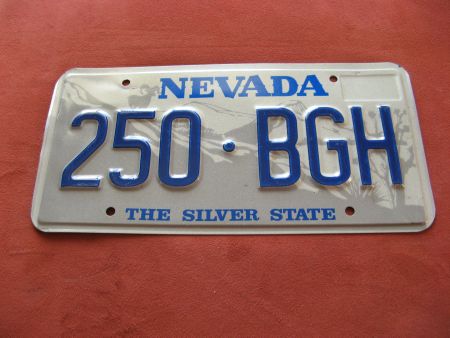 NEVADA
250·BGH
THE SILVER STATE